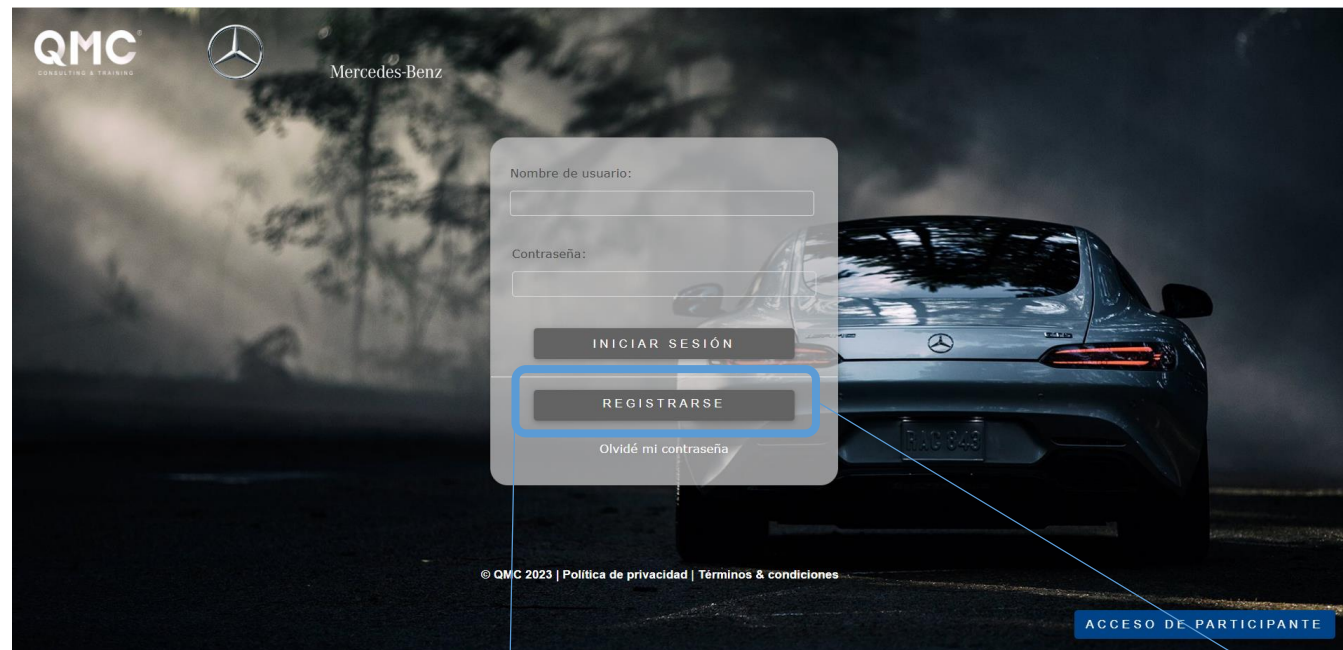 QMC®
CONSULTING & TRAINING
Mercedes-Benz
Nombre de usuario:
Contraseña:
INICIAR SESIÓN
REGISTRARSE
Olvidé mi contraseña
© QMC 2023 | Política de privacidad | Términos & condiciones
ACCESO DE PARTICIPANTE